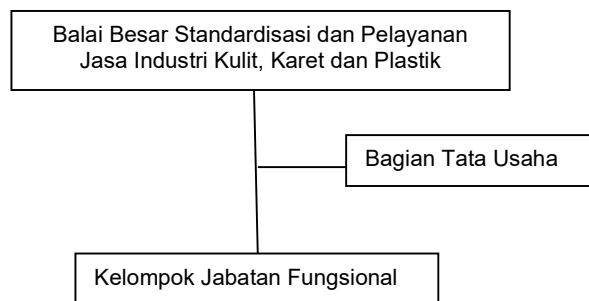 Balai Besar Standardisasi dan Pelayanan
Jasa Industri Kulit, Karet dan Plastik
Bagian Tata Usaha
Kelompok Jabatan Fungsional